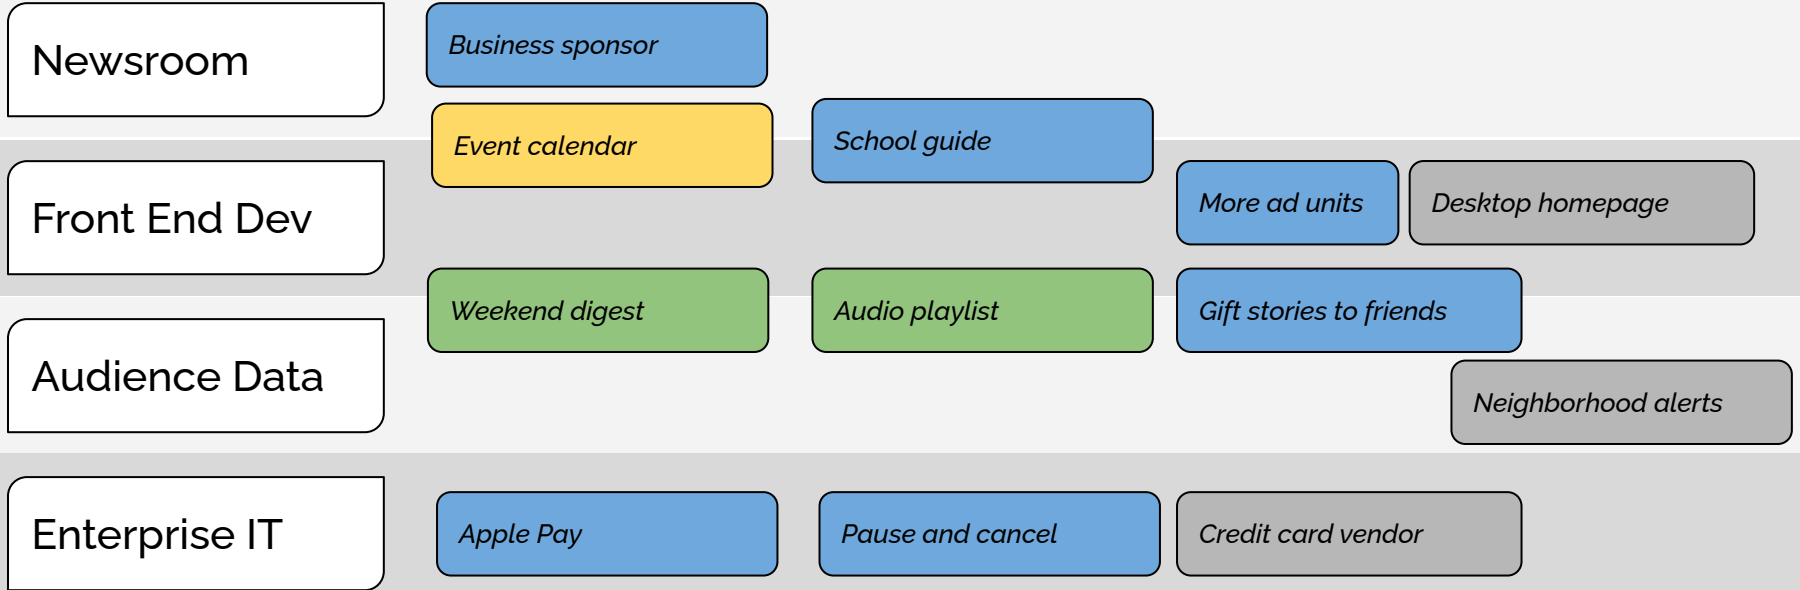 Newsroom
Business sponsor
Event calendar
School guide
Front End Dev
More ad units
Desktop homepage
Weekend digest
Audio playlist
Gift stories to friends
Audience Data
Neighborhood alerts
Enterprise IT
Apple Pay
Pause and cancel
Credit card vendor